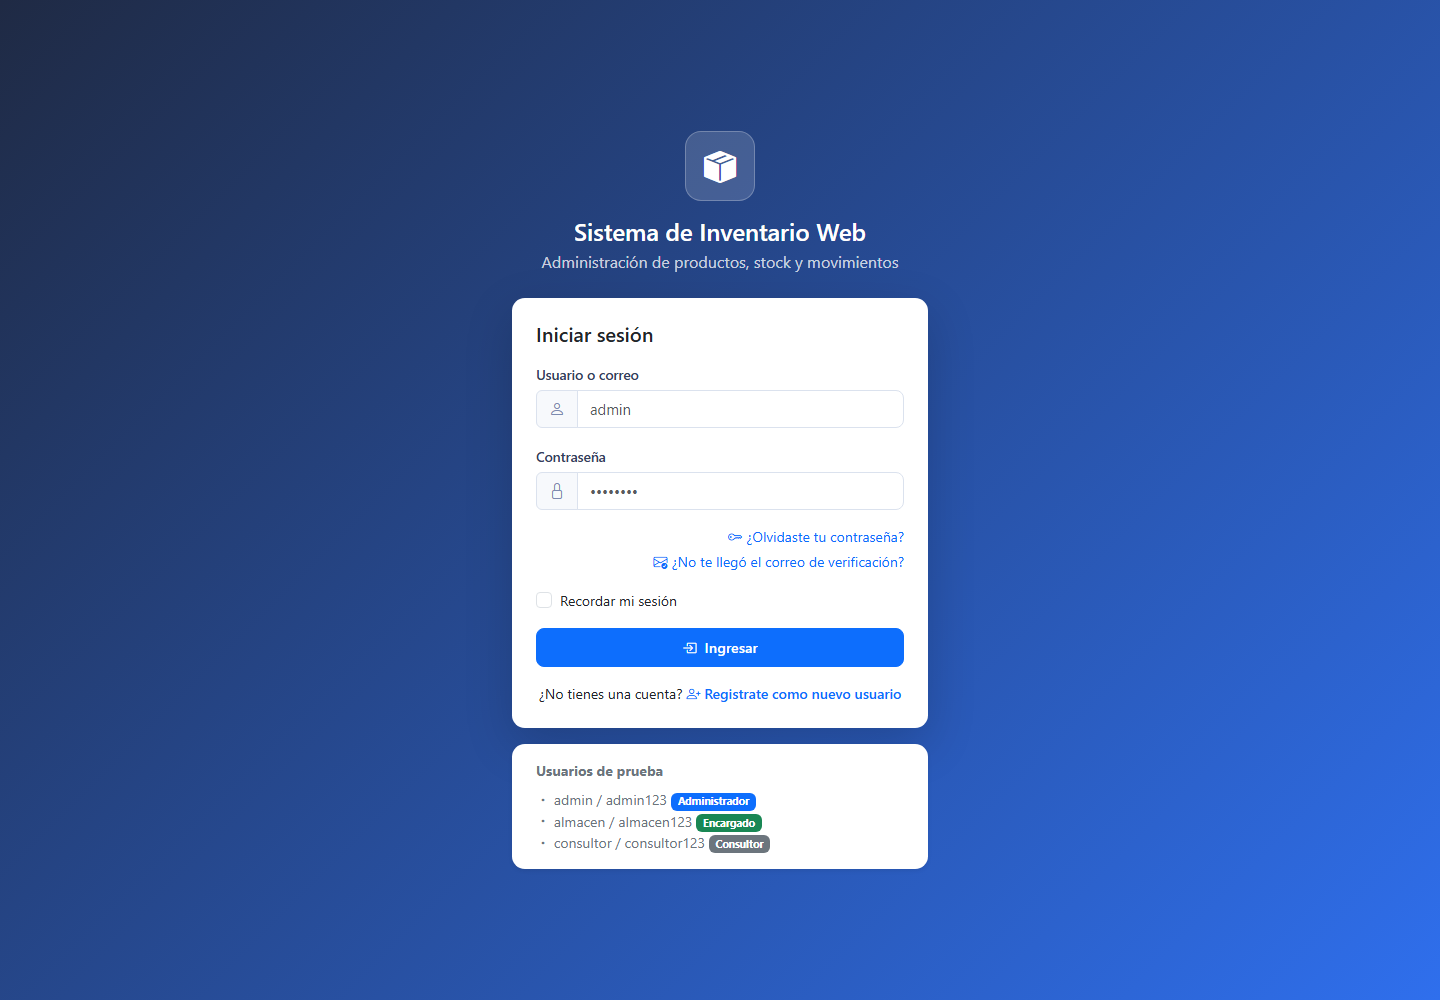 Sistema de Inventario Web
Administración de productos, stock y movimientos
Iniciar sesión
Usuario o correo
admin
Contraseña
••••••••
¿Olvidaste tu contraseña?
¿No te llegó el correo de verificación?
Recordar mi sesión
Ingresar
¿No tienes una cuenta? Registrate como nuevo usuario
Usuarios de prueba
• admin / admin123 Administrador
• almacen / almacen123 Encargado
• consultor / consultor123 Consultor